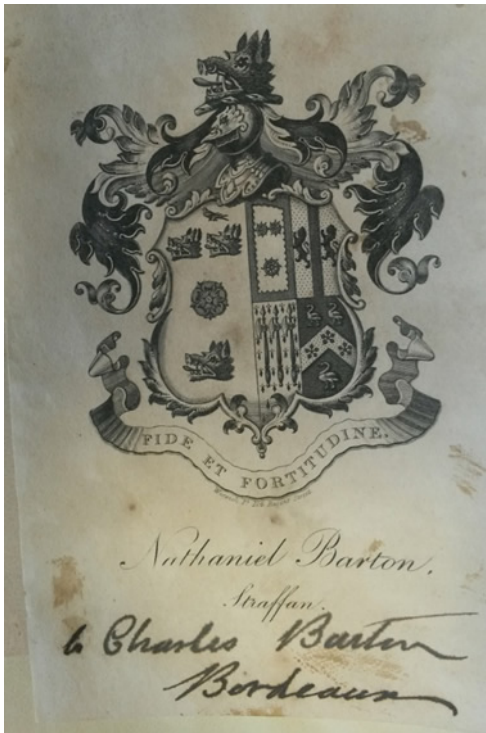 FIDE ET FORTITUDINE.
Nathaniel Barton.
Straffan.
to Charles Barton
Bordeaux